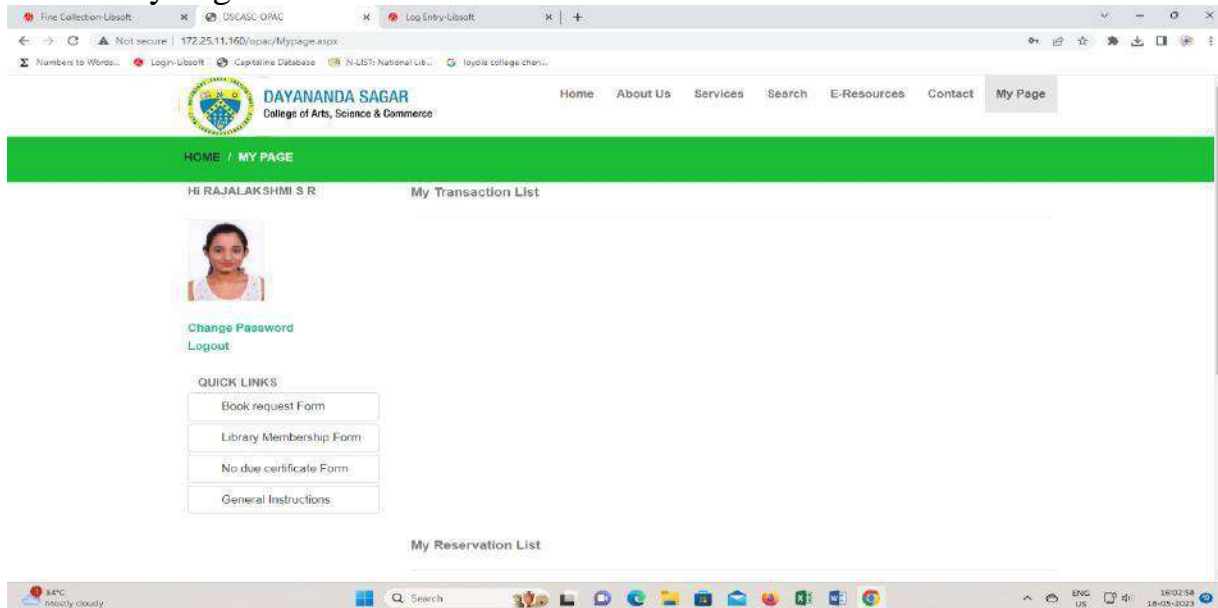 Fine Collection-Libsoft
DSCASC-OPAC
Log Entry-Libsoft
Not secure | 172.25.11.160/opac/Mypage.aspx
Numbers to Words...
Login-Libsoft
Capitaline Database
N-LIST: National Lib...
loyola college chen...
DAYANANDA SAGAR
College of Arts, Science & Commerce
Home
About Us
Services
Search
E-Resources
Contact
My Page
HOME / MY PAGE
Hi RAJALAKSHMI S R
My Transaction List
Change Password
Logout
QUICK LINKS
Book request Form
Library Membership Form
No due certificate Form
General Instructions
My Reservation List
34°C
Mostly cloudy
Search
ENG
US
16:02:58
18-05-2023